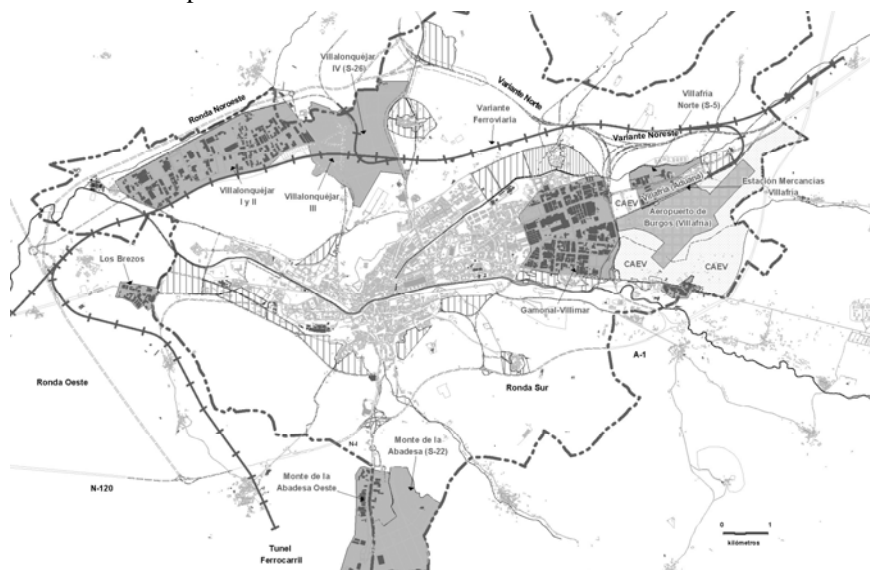 Villalonquéjar
IV (S-26)
Ronda Noroeste
Variante Norte
Villafría
Norte (S-5)
Variante
Ferroviaria
Variante Noreste
Villafría (Aduana)
Estación Mercancías
Villafría
CAEV
Aeropuerto de
Burgos (Villafría)
Villalonquéjar
I y II
Villalonquéjar
III
Los Brezos
CAEV
CAEV
Gamonal-Villimar
A-1
Ronda Oeste
Ronda Sur
N-I
Monte de la
Abadesa (S-22)
Monte de la
Abadesa Oeste
N-120
Tunel
Ferrocarril
0 1
kilómetros